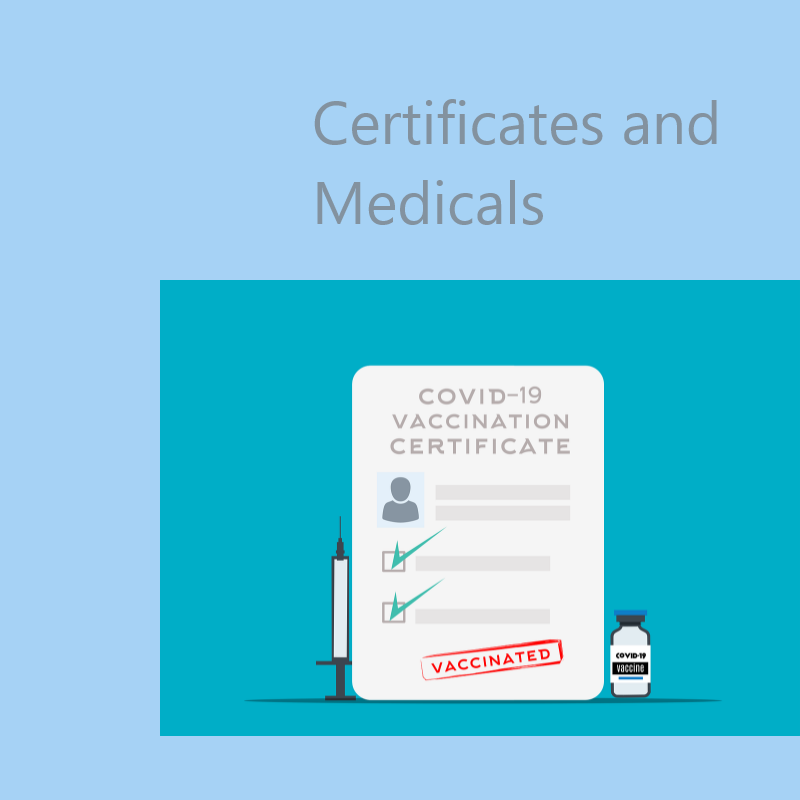 Certificates and
Medicals
COVID-19
VACCINATION
CERTIFICATE
VACCINATED
COVID-19
vaccine